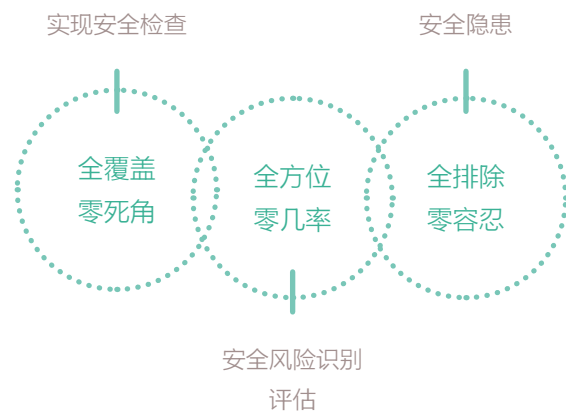 实现安全检查
安全隐患
全覆盖
零死角
全方位
零几率
全排除
零容忍
安全风险识别
评估